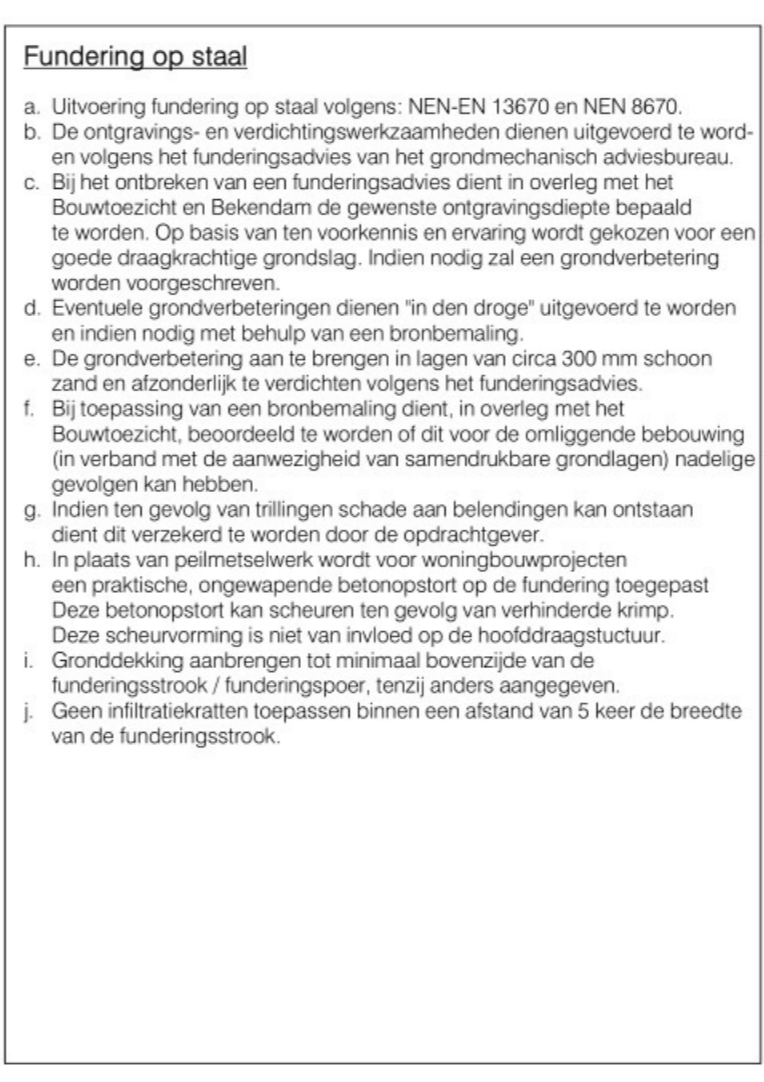 Fundering op staal
a. Uitvoering fundering op staal volgens: NEN-EN 13670 en NEN 8670.
b. De ontgravings- en verdichtingswerkzaamheden dienen uitgevoerd te word-
en volgens het funderingsadvies van het grondmechanisch adviesbureau.
c. Bij het ontbreken van een funderingsadvies dient in overleg met het
Bouwtoezicht en Bekendam de gewenste ontgravingsdiepte bepaald
te worden. Op basis van ten voorkennis en ervaring wordt gekozen voor een
goede draagkrachtige grondslag. Indien nodig zal een grondverbetering
worden voorgeschreven.
d. Eventuele grondverbeteringen dienen "in den droge" uitgevoerd te worden
en indien nodig met behulp van een bronbemaling.
e. De grondverbetering aan te brengen in lagen van circa 300 mm schoon
zand en afzonderlijk te verdichten volgens het funderingsadvies.
f. Bij toepassing van een bronbemaling dient, in overleg met het
Bouwtoezicht, beoordeeld te worden of dit voor de omliggende bebouwing
(in verband met de aanwezigheid van samendrukbare grondlagen) nadelige
gevolgen kan hebben.
g. Indien ten gevolg van trillingen schade aan belendingen kan ontstaan
dient dit verzekerd te worden door de opdrachtgever.
h. In plaats van peilmetselwerk wordt voor woningbouwprojecten
een praktische, ongewapende betonopstort op de fundering toegepast
Deze betonopstort kan scheuren ten gevolg van verhinderde krimp.
Deze scheurvorming is niet van invloed op de hoofddraagstuctuur.
i. Gronddekking aanbrengen tot minimaal bovenzijde van de
funderingsstrook / funderingspoer, tenzij anders aangegeven.
j. Geen infiltratiekratten toepassen binnen een afstand van 5 keer de breedte
van de funderingsstrook.